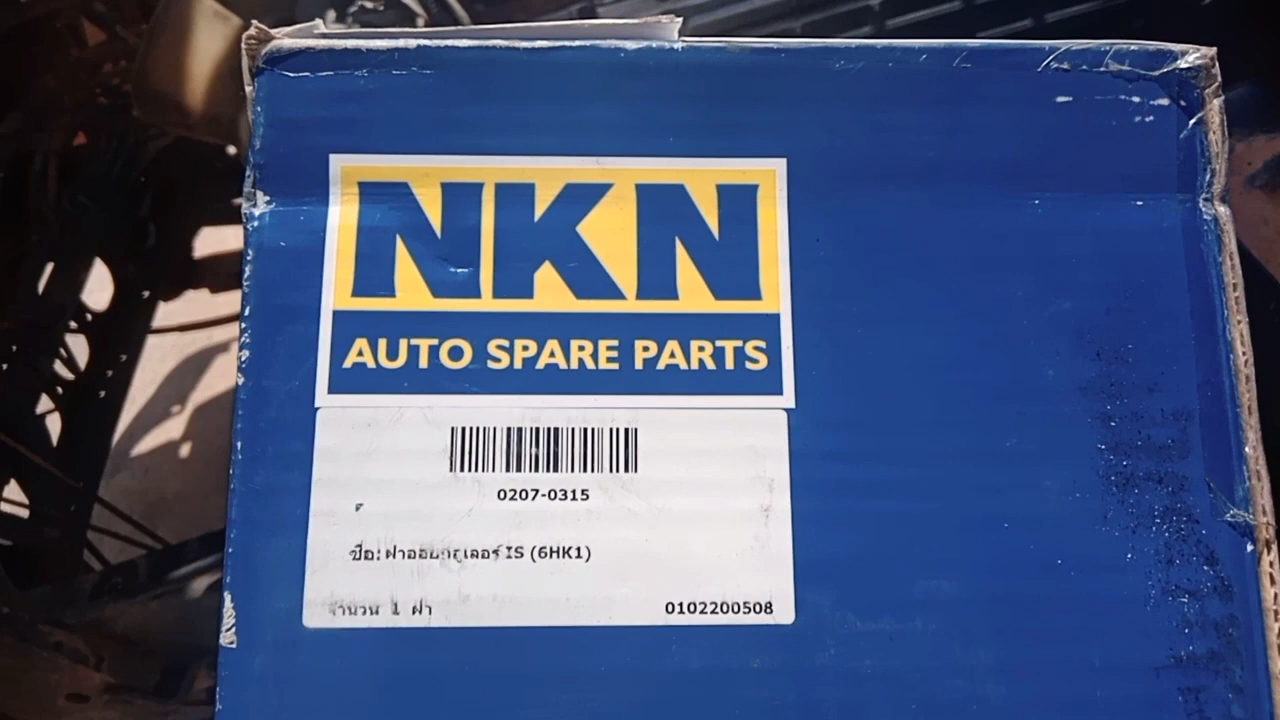 NKN
AUTO SPARE PARTS
0207-0315
ชื่อ: ฝาออยคูลเลอร์ IS (6HK1)
จำนวน 1 ฝา
0102200508